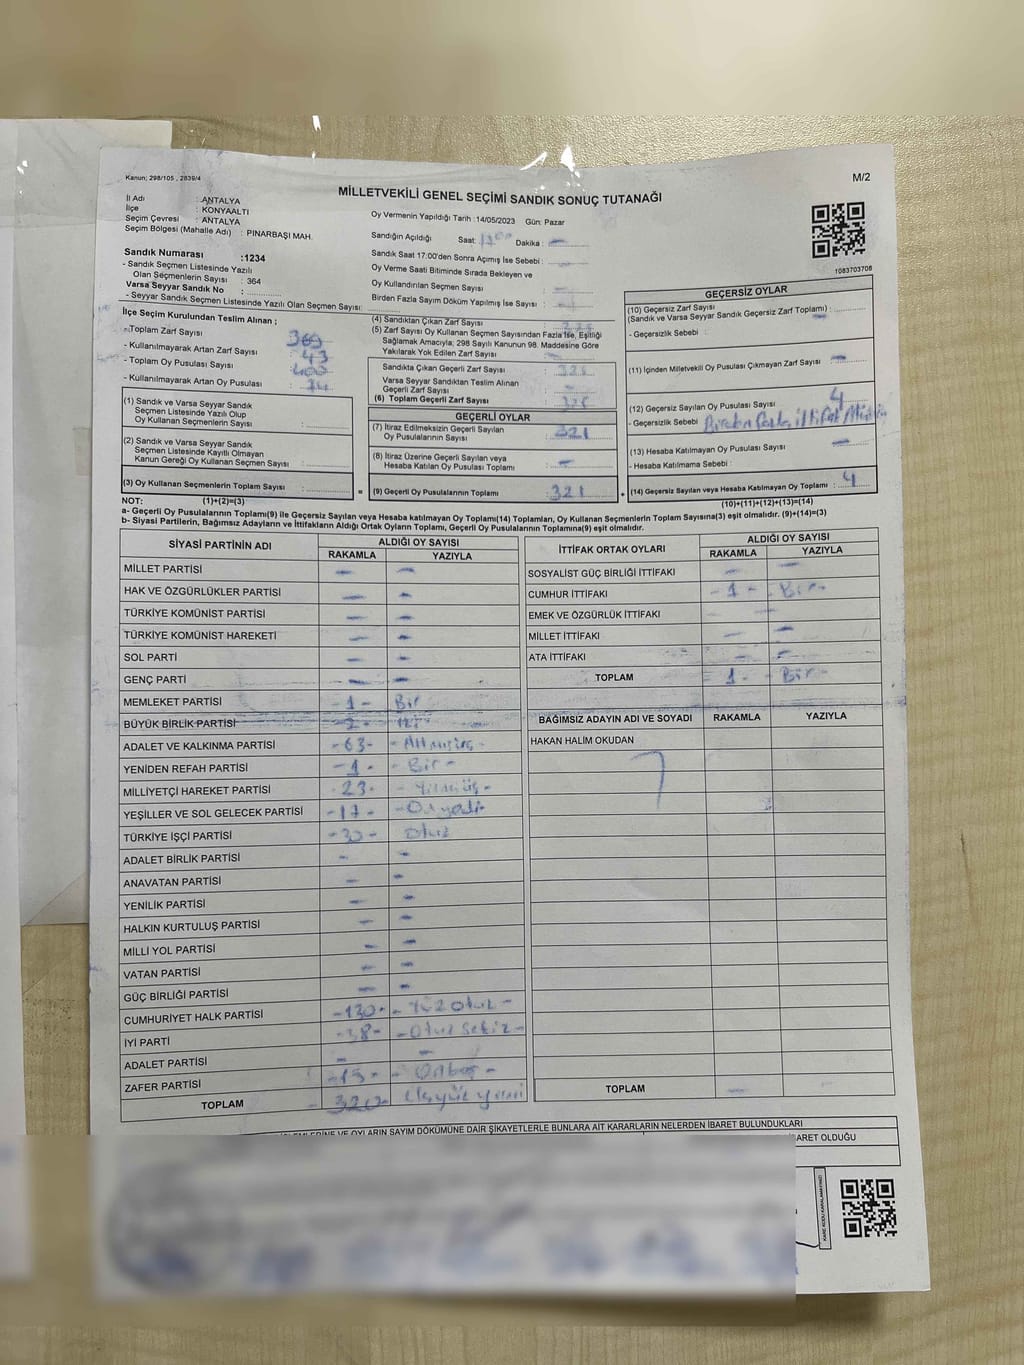 Kanun; 298/105 , 2839/4
M/2
MİLLETVEKİLİ GENEL SEÇİMİ SANDIK SONUÇ TUTANAĞI
İl Adı : ANTALYA
İlçe : KONYAALTI
Seçim Çevresi : ANTALYA
Seçim Bölgesi (Mahalle Adı) : PINARBAŞI MAH.
Sandık Numarası :1234
- Sandık Seçmen Listesinde Yazılı
Olan Seçmenlerin Sayısı : 364
Varsa Seyyar Sandık No :
- Seyyar Sandık Seçmen Listesinde Yazılı Olan Seçmen Sayısı:
Oy Vermenin Yapıldığı Tarih : 14/05/2023 Gün: Pazar
Sandığın Açıldığı Saat: 17 00 Dakika : -
Sandık Saat 17:00'den Sonra Açılmış İse Sebebi : -
Oy Verme Saati Bitiminde Sırada Bekleyen ve
Oy Kullandırılan Seçmen Sayısı : -
Birden Fazla Sayım Döküm Yapılmış İse Sayısı : -
1083703708
İlçe Seçim Kurulundan Teslim Alınan ;
- Toplam Zarf Sayısı :
- Kullanılmayarak Artan Zarf Sayısı : 43
- Toplam Oy Pusulası Sayısı : 400
- Kullanılmayarak Artan Oy Pusulası : 74
(1) Sandık ve Varsa Seyyar Sandık
Seçmen Listesinde Yazılı Olup
Oy Kullanan Seçmenlerin Sayısı :
(2) Sandık ve Varsa Seyyar Sandık
Seçmen Listesinde Kayıtlı Olmayan
Kanun Gereği Oy Kullanan Seçmen Sayısı :
(3) Oy Kullanan Seçmenlerin Toplam Sayısı :
(4) Sandıktan Çıkan Zarf Sayısı : 325
(5) Zarf Sayısı Oy Kullanan Seçmen Sayısından Fazla İse, Eşitliği
Sağlamak Amacıyla; 298 Sayılı Kanunun 98. Maddesine Göre
Yakılarak Yok Edilen Zarf Sayısı : -
Sandıkta Çıkan Geçerli Zarf Sayısı : 325
Varsa Seyyar Sandıktan Teslim Alınan
Geçerli Zarf Sayısı : -
(6) Toplam Geçerli Zarf Sayısı : 325
GEÇERLİ OYLAR
(7) İtiraz Edilmeksizin Geçerli Sayılan
Oy Pusulalarının Sayısı : 321
(8) İtiraz Üzerine Geçerli Sayılan veya
Hesaba Katılan Oy Pusulası Toplamı : -
= (9) Geçerli Oy Pusulalarının Toplamı : 321
GEÇERSİZ OYLAR
(10) Geçersiz Zarf Sayısı
(Sandık ve Varsa Seyyar Sandık Geçersiz Zarf Toplamı) : -
- Geçersizlik Sebebi :
(11) İçinden Milletvekili Oy Pusulası Çıkmayan Zarf Sayısı : -
(12) Geçersiz Sayılan Oy Pusulası Sayısı : 4
- Geçersizlik Sebebi : Birden fazla ittifak
(13) Hesaba Katılmayan Oy Pusulası Sayısı : -
- Hesaba Katılmama Sebebi :
+ (14) Geçersiz Sayılan veya Hesaba Katılmayan Oy Toplamı : 4
NOT: (1)+(2)=(3) (10)+(11)+(12)+(13)=(14)
a- Geçerli Oy Pusulalarının Toplamı(9) ile Geçersiz Sayılan veya Hesaba katılmayan Oy Toplamı(14) Toplamları, Oy Kullanan Seçmenlerin Toplam Sayısına(3) eşit olmalıdır. (9)+(14)=(3)
b- Siyasi Partilerin, Bağımsız Adayların ve İttifakların Aldığı Ortak Oyların Toplamı, Geçerli Oy Pusulalarının Toplamına(9) eşit olmalıdır.
SİYASİ PARTİNİN ADI ALDIĞI OY SAYISI
RAKAMLA YAZIYLA
MİLLET PARTİSİ - -
HAK VE ÖZGÜRLÜKLER PARTİSİ - -
TÜRKİYE KOMÜNİST PARTİSİ - -
TÜRKİYE KOMÜNİST HAREKETİ - -
SOL PARTİ - -
GENÇ PARTİ - -
MEMLEKET PARTİSİ -1- Bir
BÜYÜK BİRLİK PARTİSİ -2- İki
ADALET VE KALKINMA PARTİSİ -63- -Altmışüç-
YENİDEN REFAH PARTİSİ -1- -Bir-
MİLLİYETÇİ HAREKET PARTİSİ -23- -Yirmiüç-
YEŞİLLER VE SOL GELECEK PARTİSİ -17- -Onyedi-
TÜRKİYE İŞÇİ PARTİSİ -30- Otuz
ADALET BİRLİK PARTİSİ - -
ANAVATAN PARTİSİ - -
YENİLİK PARTİSİ - -
HALKIN KURTULUŞ PARTİSİ - -
MİLLİ YOL PARTİSİ - -
VATAN PARTİSİ - -
GÜÇ BİRLİĞİ PARTİSİ - -
CUMHURİYET HALK PARTİSİ -130- -Yüz Otuz-
İYİ PARTİ -38- -Otuz Sekiz-
ADALET PARTİSİ - -
ZAFER PARTİSİ -15- -Onbeş-
TOPLAM -320- Üçyüz yirmi
İTTİFAK ORTAK OYLARI ALDIĞI OY SAYISI
RAKAMLA YAZIYLA
SOSYALİST GÜÇ BİRLİĞİ İTTİFAKI - -
CUMHUR İTTİFAKI -1- -Bir-
EMEK VE ÖZGÜRLÜK İTTİFAKI -
MİLLET İTTİFAKI - -
ATA İTTİFAKI - -
TOPLAM -1- -Bir-
BAĞIMSIZ ADAYIN ADI VE SOYADI RAKAMLA YAZIYLA
HAKAN HALİM OKUDAN
TOPLAM - -
İŞLEMLERİNE VE OYLARIN SAYIM DÖKÜMÜNE DAİR ŞİKAYETLERLE BUNLARA AİT KARARLARIN NELERDEN İBARET BULUNDUKLARI
BARET OLDUĞU
KARE KODU KARALAMAYINIZ!